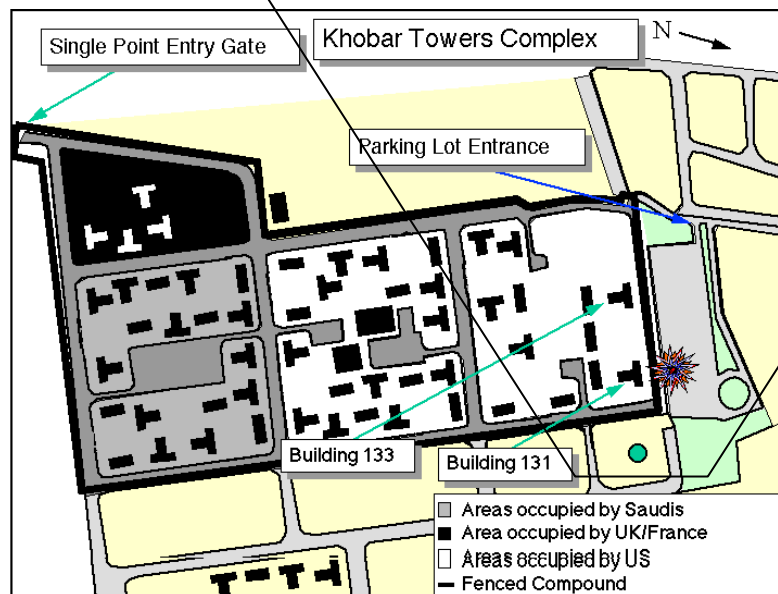 Single Point Entry Gate
Khobar Towers Complex
N
Parking Lot Entrance
Building 133
Building 131
Areas occupied by Saudis
Area occupied by UK/France
Areas occupied by US
Fenced Compound